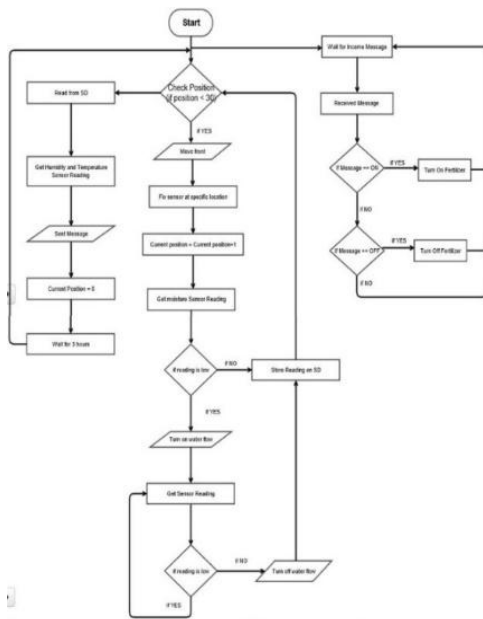 Start
Wait for Income Message
Read from SD
Check Position
(if position < 30)
Received Message
if YES
Move front
Get Humidity and Temperature
Sensor Reading
Fix sensor at specific location
If Message == ON
if YES
Turn On Fertilizer
if NO
Sent Message
Current position = Current position+1
If Message == OFF
if YES
Turn Off Fertilizer
if NO
Current Position = 0
Get moisture Sensor Reading
Wait for 3 hours
if reading is low
if NO
Store Reading on SD
if YES
Turn on water flow
Get Sensor Reading
if reading is low
if NO
Turn off water flow
if YES